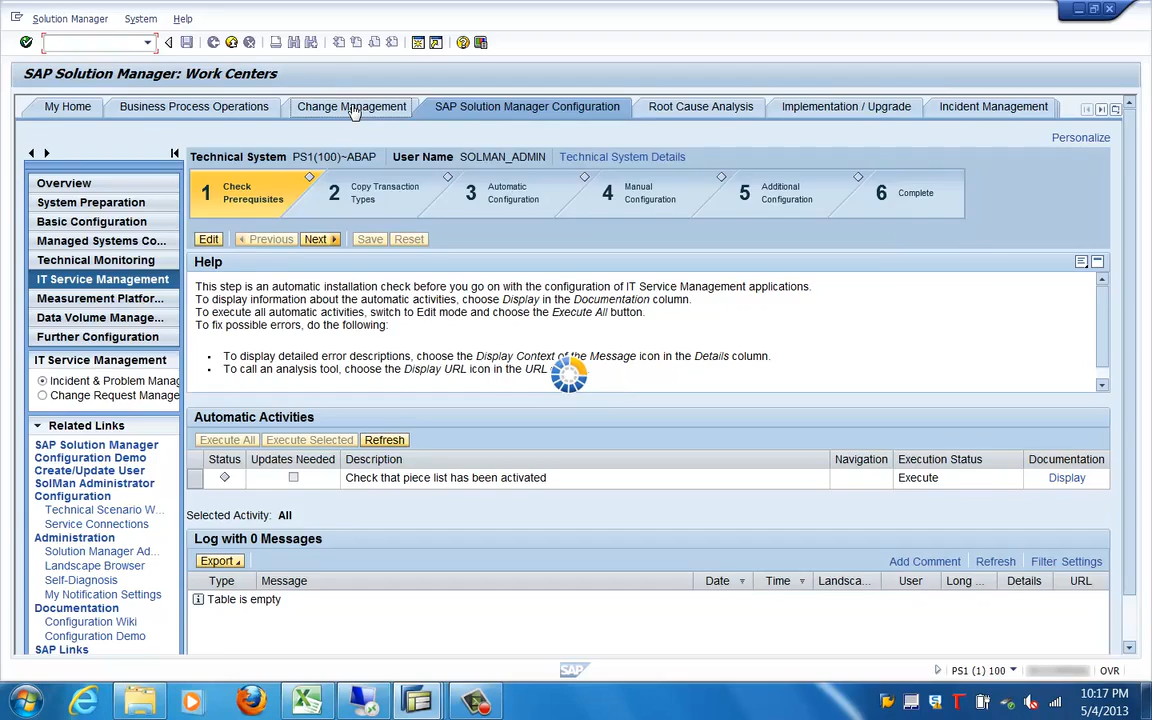 Solution Manager System Help
SAP Solution Manager: Work Centers
My Home Business Process Operations Change Management SAP Solution Manager Configuration Root Cause Analysis Implementation / Upgrade Incident Management
Personalize
Technical System PS1(100)~ABAP User Name SOLMAN_ADMIN Technical System Details
1 Check Prerequisites 2 Copy Transaction Types 3 Automatic Configuration 4 Manual Configuration 5 Additional Configuration 6 Complete
Edit Previous Next Save Reset
Overview
System Preparation
Basic Configuration
Managed Systems Co...
Technical Monitoring
IT Service Management
Measurement Platfor...
Data Volume Manage...
Further Configuration
IT Service Management
Incident & Problem Manag
Change Request Manage
Related Links
SAP Solution Manager
Configuration Demo
Create/Update User
SolMan Administrator
Configuration
Technical Scenario W...
Service Connections
Administration
Solution Manager Ad...
Landscape Browser
Self-Diagnosis
My Notification Settings
Documentation
Configuration Wiki
Configuration Demo
SAP Links
Help
This step is an automatic installation check before you go on with the configuration of IT Service Management applications.
To display information about the automatic activities, choose Display in the Documentation column.
To execute all automatic activities, switch to Edit mode and choose the Execute All button.
To fix possible errors, do the following:
• To display detailed error descriptions, choose the Display Context of the Message icon in the Details column.
• To call an analysis tool, choose the Display URL icon in the URL
Automatic Activities
Execute All Execute Selected Refresh
Status Updates Needed Description Navigation Execution Status Documentation
Check that piece list has been activated Execute Display
Selected Activity: All
Log with 0 Messages
Export Add Comment Refresh Filter Settings
Type Message Date Time Landsca... User Long ... Details URL
Table is empty
SAP
PS1 (1) 100 OVR
10:17 PM
5/4/2013